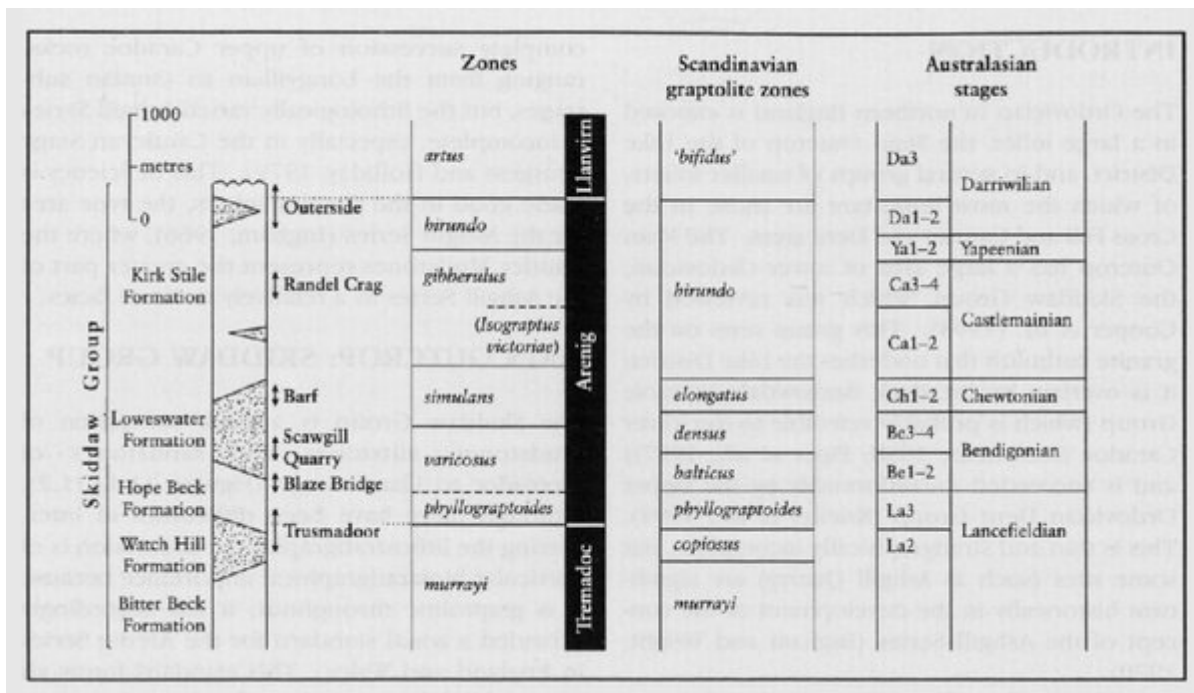 Zones
Scandinavian
graptolite zones
Australasian
stages
1000
metres
0
Skiddaw Group
Kirk Stile
Formation
Loweswater
Formation
Hope Beck
Formation
Watch Hill
Formation
Bitter Beck
Formation
Outerside
Randel Crag
Barf
Scawgill
Quarry
Blaze Bridge
Trusmadoor
artus
hirundo
gibberulus
(Isograptus
victoriae)
simulans
varicosus
phyllograptoides
murrayi
Llanvirn
Arenig
Tremadoc
'bifidus'
hirundo
elongatus
densus
balticus
phyllograptoides
copiosus
murrayi
Da3
Da1–2
Ya1–2
Ca3–4
Ca1–2
Ch1–2
Be3–4
Be1–2
La3
La2
Darriwilian
Yapeenian
Castlemainian
Chewtonian
Bendigonian
Lancefieldian